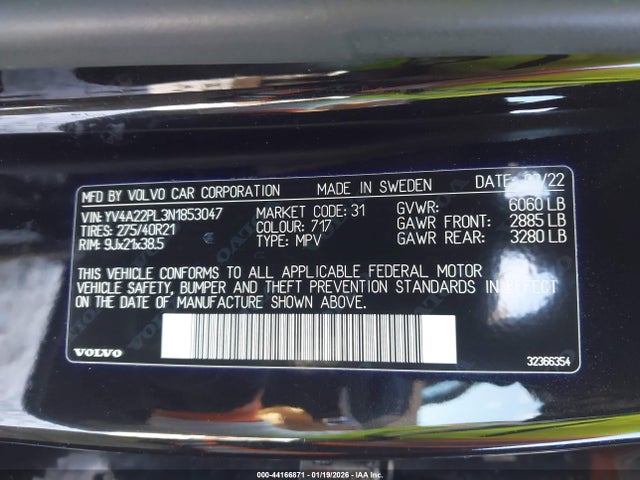 MFD BY VOLVO CAR CORPORATION MADE IN SWEDEN DATE: /22
VIN: YV4A22PL3N1853047 MARKET CODE: 31 GVWR: 6060 LB
TIRES: 275/40R21 COLOUR: 717 GAWR FRONT: 2885 LB
RIM: 9Jx21x38.5 TYPE: MPV GAWR REAR: 3280 LB
THIS VEHICLE CONFORMS TO ALL APPLICABLE FEDERAL MOTOR
VEHICLE SAFETY, BUMPER AND THEFT PREVENTION STANDARDS IN EFFECT
ON THE DATE OF MANUFACTURE SHOWN ABOVE.
VOLVO 32366354
000-44166871 - 01/19/2026 - IAAI.COM